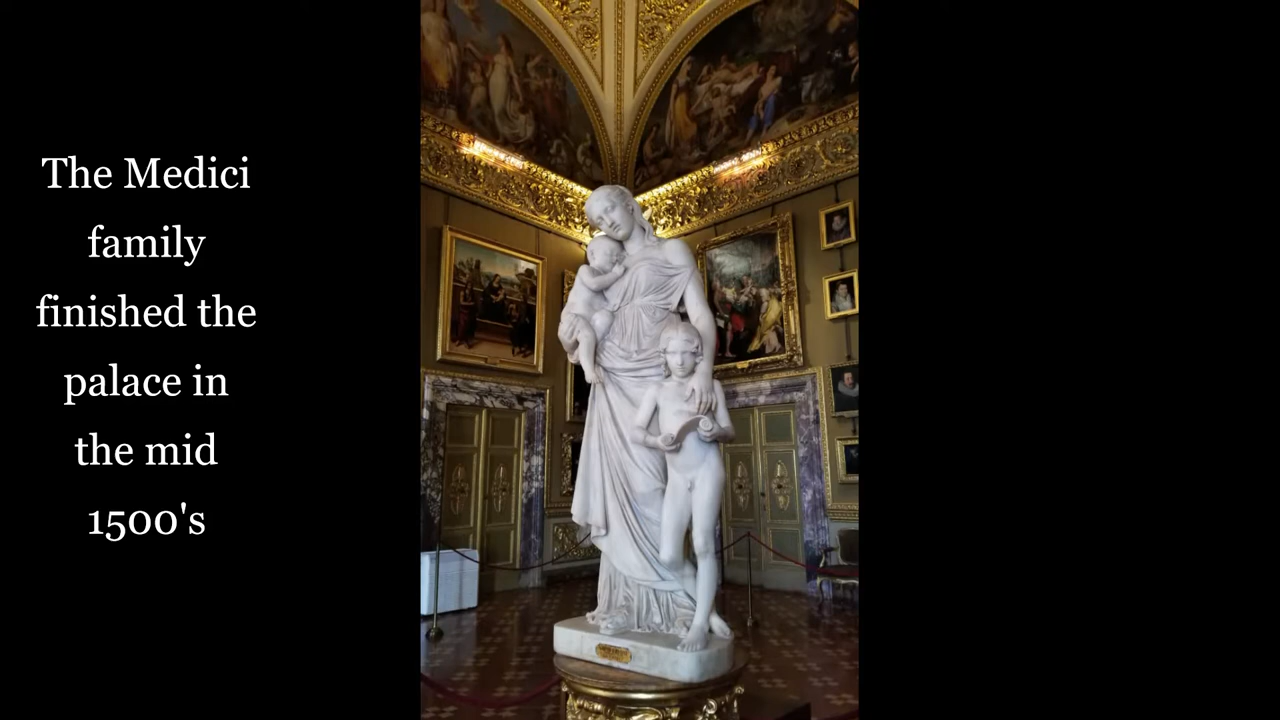 The Medici
family
finished the
palace in
the mid
1500's